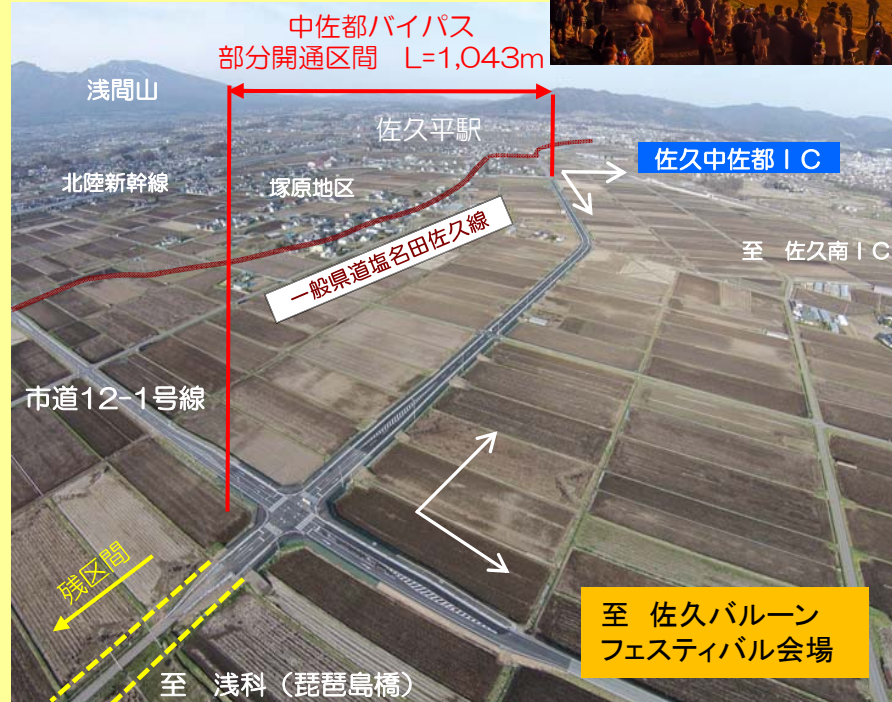 中佐都バイパス
部分開通区間 L=1,043m
浅間山
佐久平駅
佐久中佐都IC
北陸新幹線
塚原地区
一般県道塩名田佐久線
至 佐久南IC
市道12-1号線
残区間
至 佐久バルーン
フェスティバル会場
至 浅科（琵琶島橋）